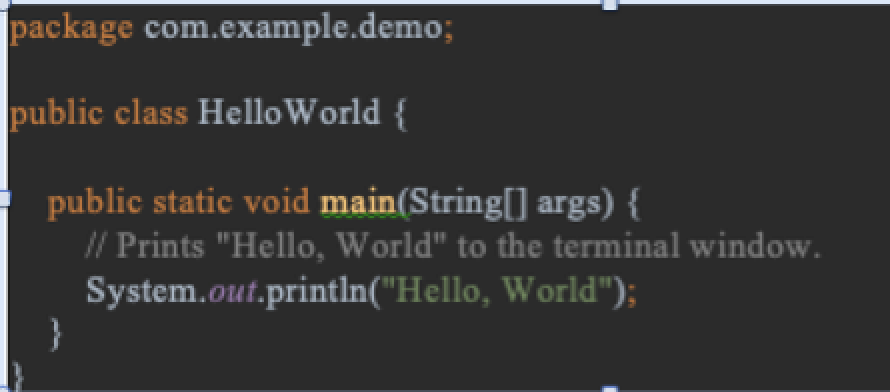 package com.example.demo;
public class HelloWorld {
public static void main(String[] args) {
// Prints "Hello, World" to the terminal window.
System.out.println("Hello, World");
}
}